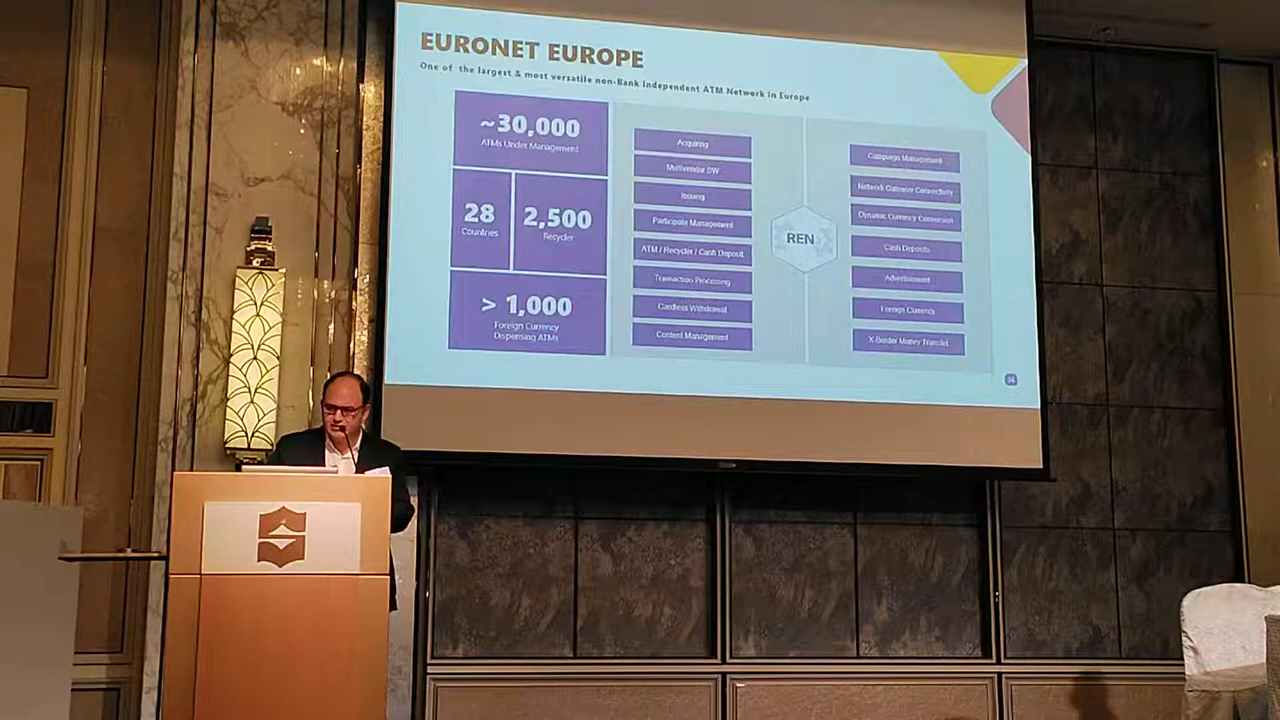 EURONET EUROPE
One of the largest & most versatile non-Bank Independent ATM Network in Europe
~30,000
ATMs Under Management
28
Countries
2,500
Recycler
> 1,000
Foreign Currency
Dispensing ATMs
Acquiring
Multivendor SW
Issuing
Participate Management
ATM / Recycler / Cash Deposit
Transaction Processing
Cardless Withdrawal
Content Management
REN
Campaign Management
Network Gateway Connectivity
Dynamic Currency Conversion
Cash Deposits
Advertisement
Foreign Currency
X-Border Money Transfer